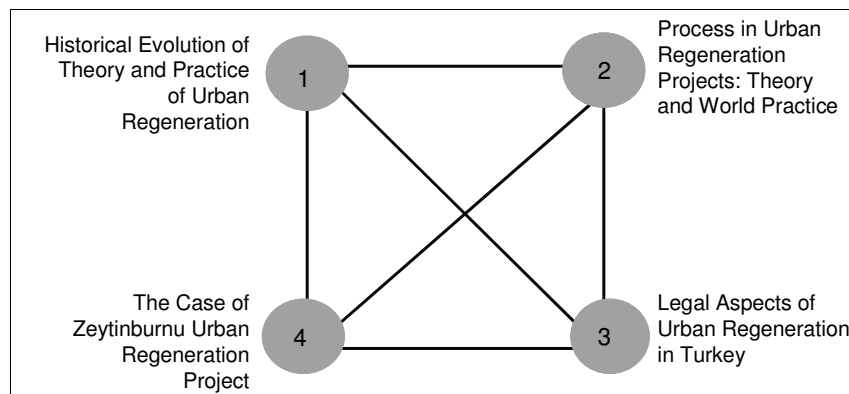 Historical Evolution of
Theory and Practice
of Urban
Regeneration
1
2
Process in Urban
Regeneration
Projects: Theory
and World Practice
The Case of
Zeytinburnu Urban
Regeneration
Project
4
3
Legal Aspects of
Urban Regeneration
in Turkey